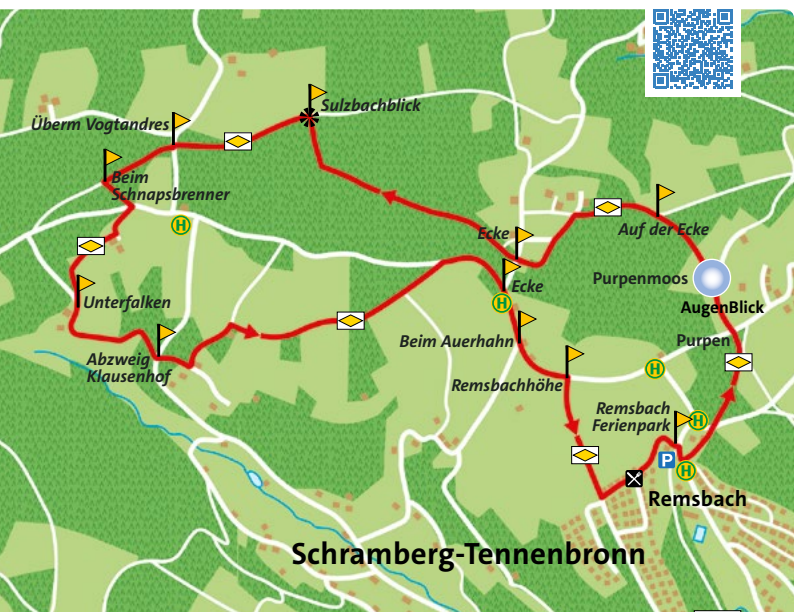 Sulzbachblick
Überm Vogtandres
Beim
Schnapsbrenner
H
Ecke
Auf der Ecke
Unterfalken
Ecke
Purpenmoos
H
AugenBlick
Beim Auerhahn
Purpen
Abzweig
Klausenhof
H
Remsbachhöhe
Remsbach
Ferienpark
H
P
H
Remsbach
Schramberg-Tennenbronn